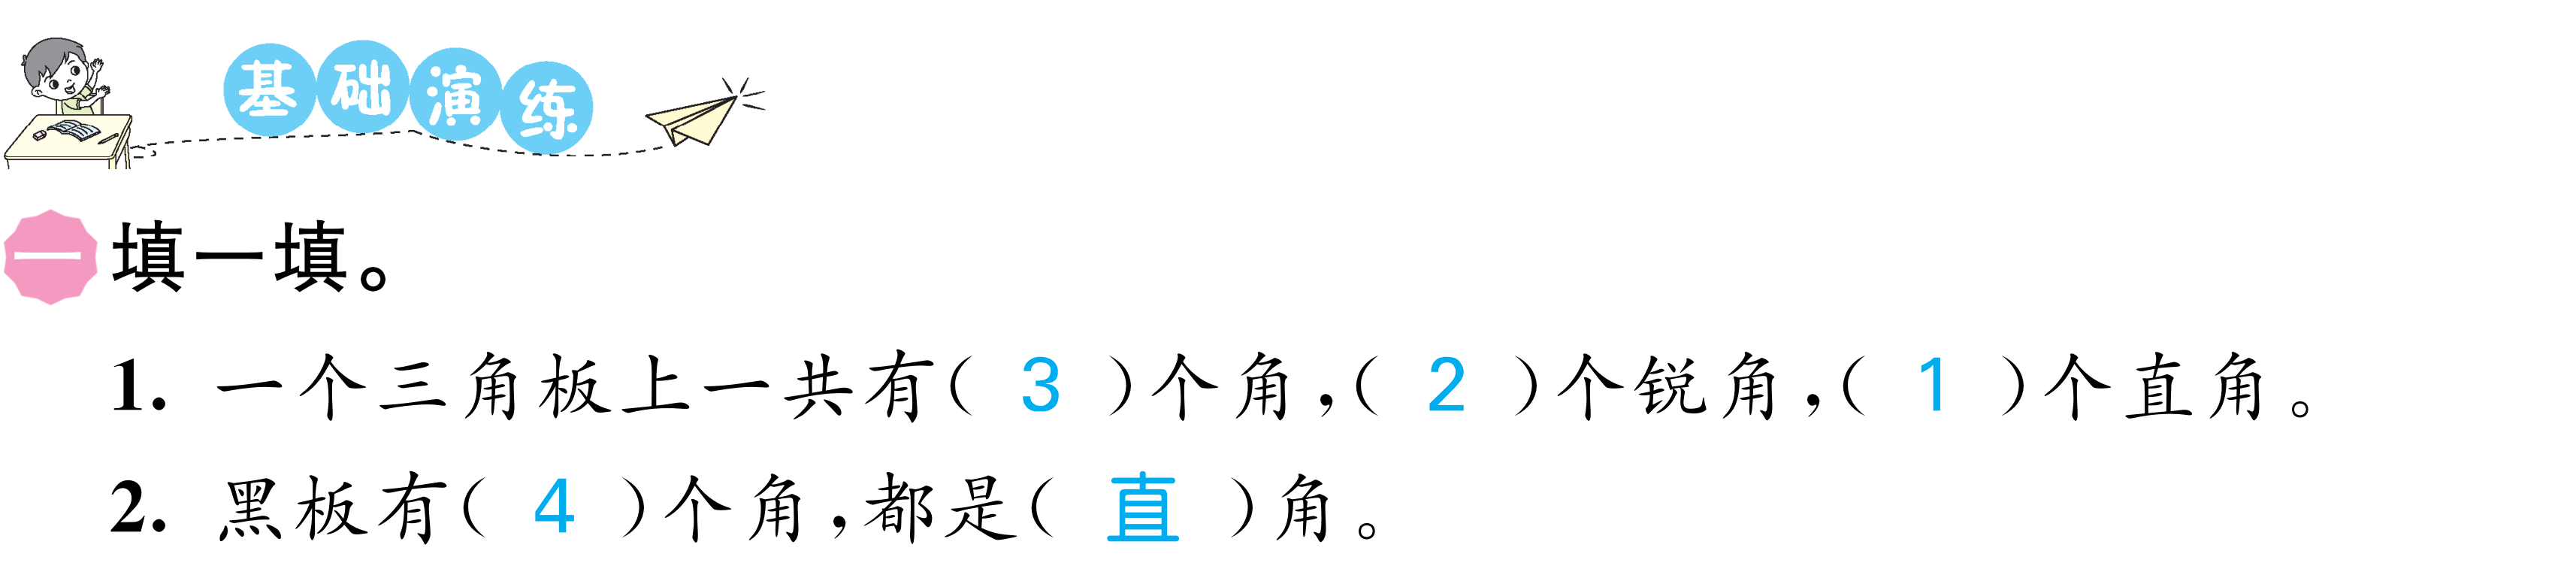 基础演练
一 填一填。
1. 一个三角板上一共有( 3 )个角,( 2 )个锐角,( 1 )个直角。
2. 黑板有( 4 )个角,都是( 直 )角。